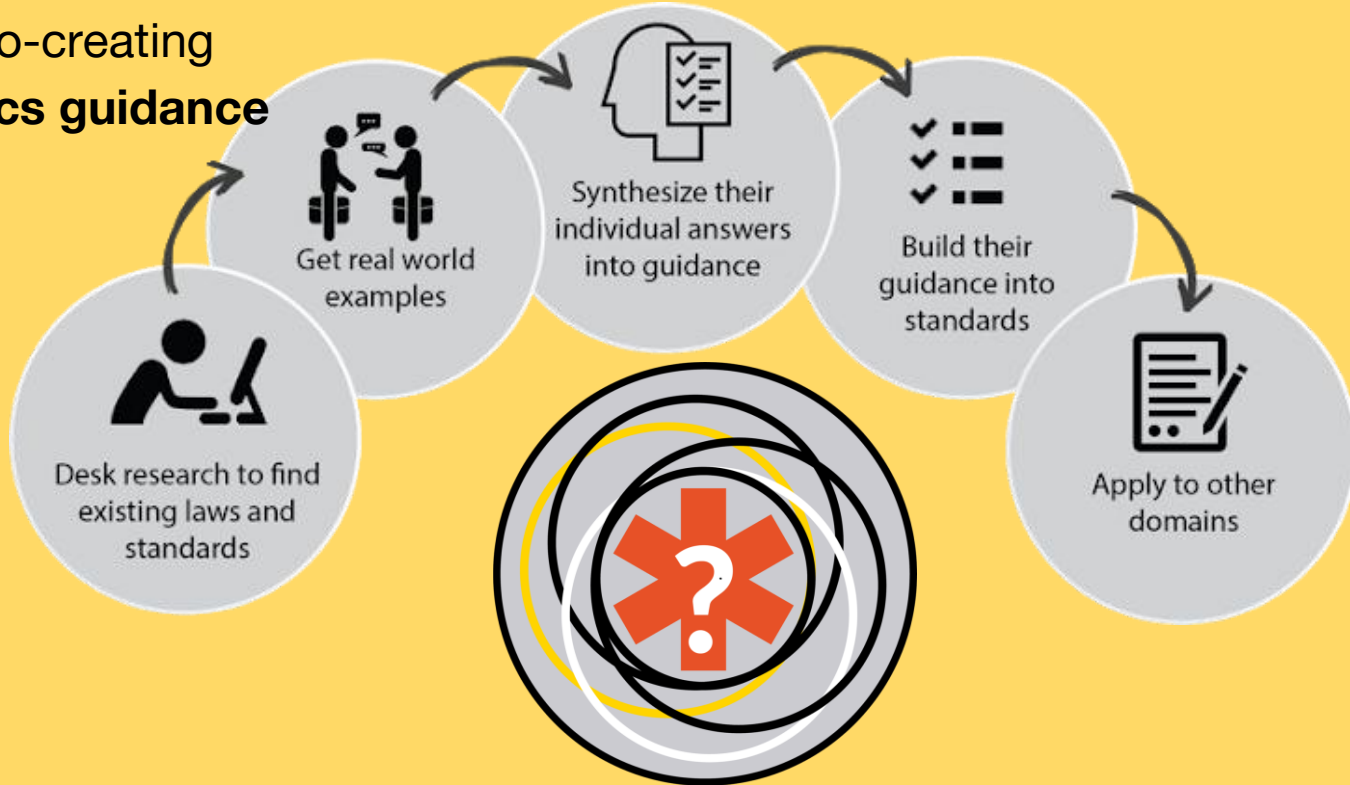 o-creating
cs guidance
Desk research to find
existing laws and
standards
Get real world
examples
Synthesize their
individual answers
into guidance
Build their
guidance into
standards
Apply to other
domains
?